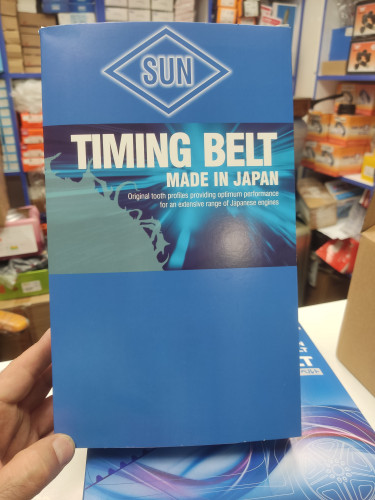 SUN
TIMING BELT
MADE IN JAPAN
Original tooth profiles providing optimum performance
for an extensive range of Japanese engines